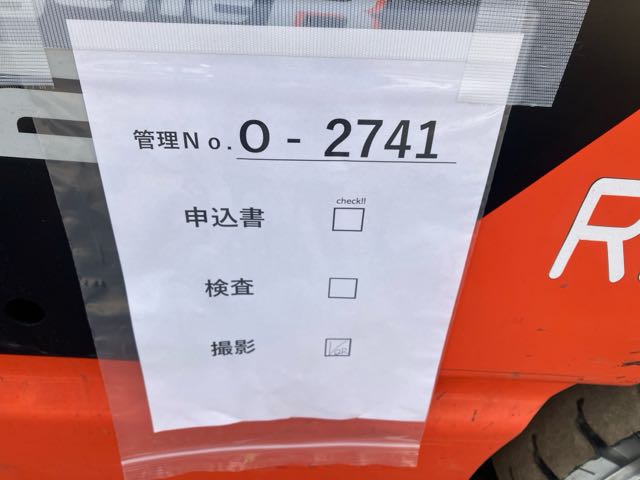 管理No. O - 2741
check!!
申込書
検査
撮影
R